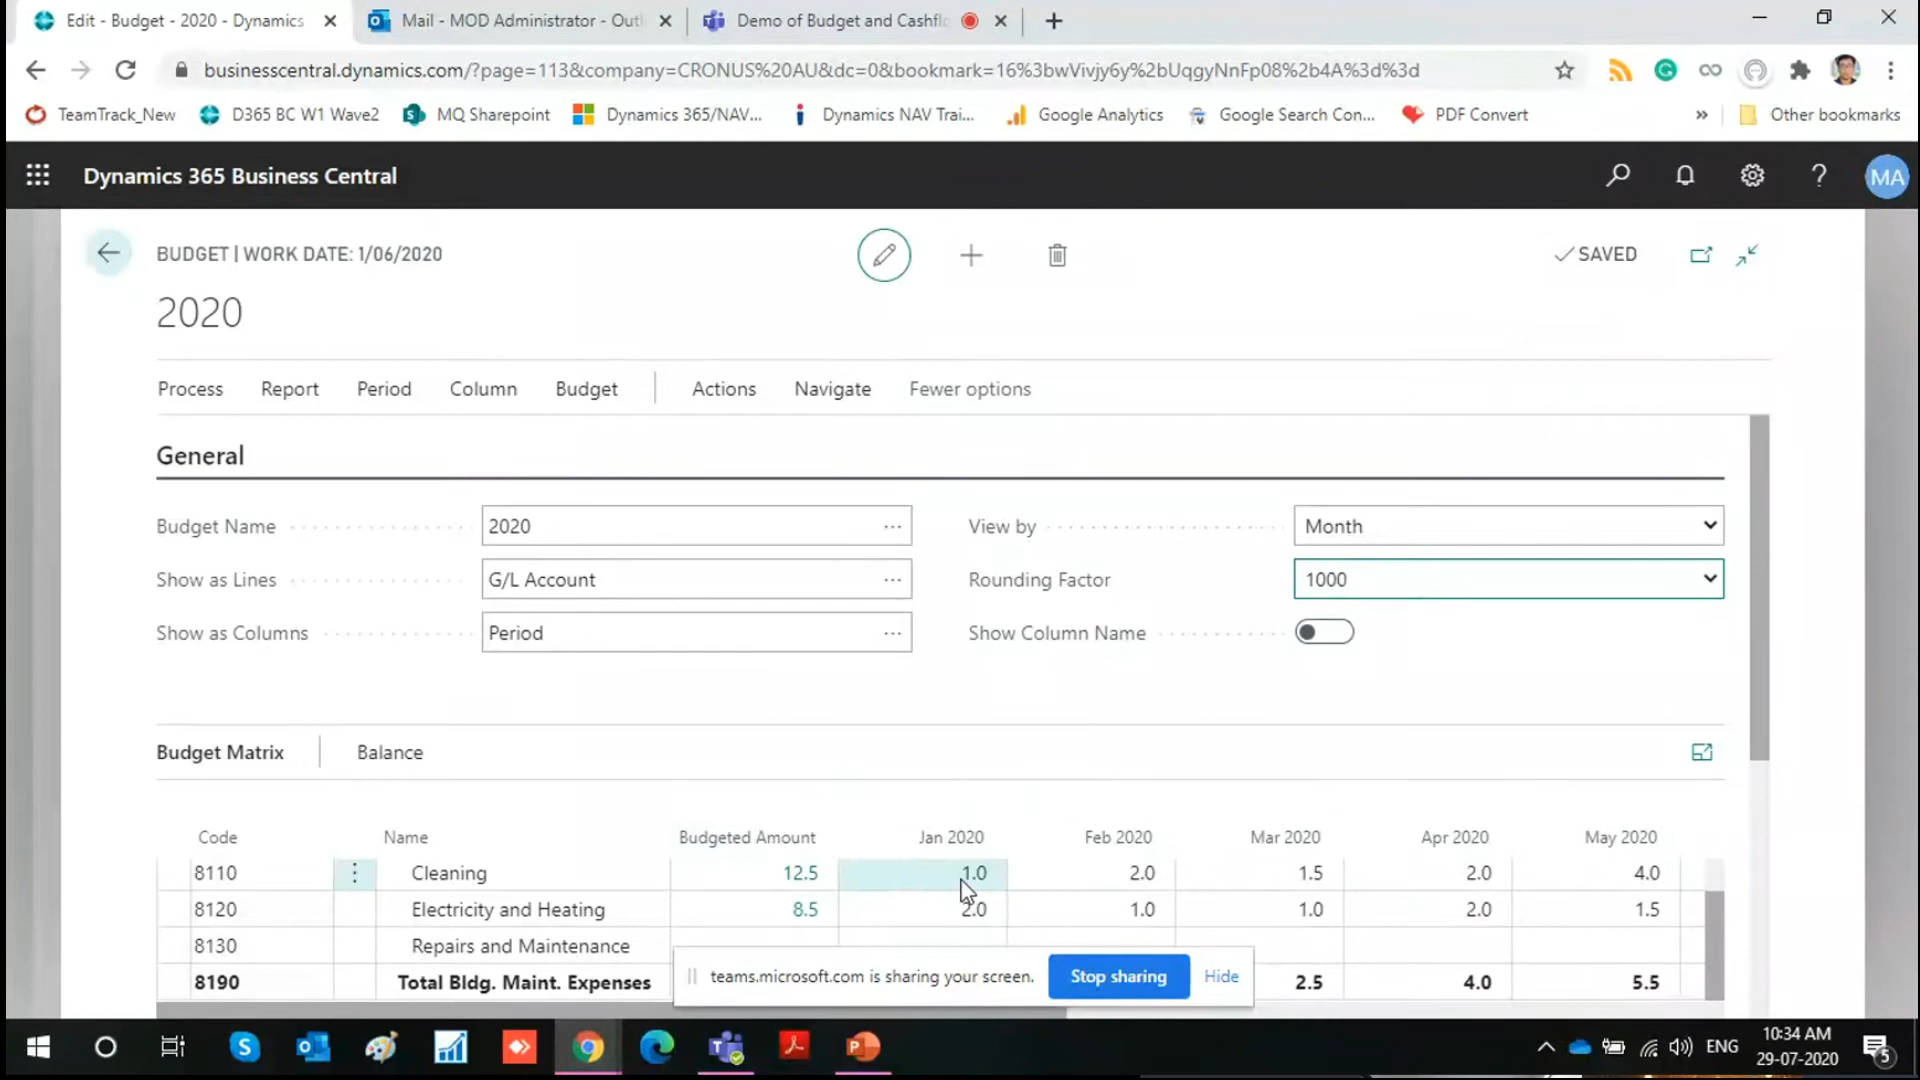 Edit - Budget - 2020 - Dynamics
Mail - MOD Administrator - Outl
Demo of Budget and Cashfl
businesscentral.dynamics.com/?page=113&company=CRONUS%20AU&dc=0&bookmark=16%3bwVivjy6y%2bUqgyNnFp08%2b4A%3d%3d
TeamTrack_New
D365 BC W1 Wave2
MQ Sharepoint
Dynamics 365/NAV...
Dynamics NAV Trai...
Google Analytics
Google Search Con...
PDF Convert
»
Other bookmarks
Dynamics 365 Business Central
MA
BUDGET | WORK DATE: 1/06/2020
SAVED
2020
Process Report Period Column Budget Actions Navigate Fewer options
General
Budget Name 2020 ... View by Month
Show as Lines G/L Account ... Rounding Factor 1000
Show as Columns Period ... Show Column Name
Budget Matrix Balance
Code Name Budgeted Amount Jan 2020 Feb 2020 Mar 2020 Apr 2020 May 2020
8110 Cleaning 12.5 1.0 2.0 1.5 2.0 4.0
8120 Electricity and Heating 8.5 2.0 1.0 1.0 2.0 1.5
8130 Repairs and Maintenance
8190 Total Bldg. Maint. Expenses 2.5 4.0 5.5
teams.microsoft.com is sharing your screen. Stop sharing Hide
ENG
10:34 AM
29-07-2020
5